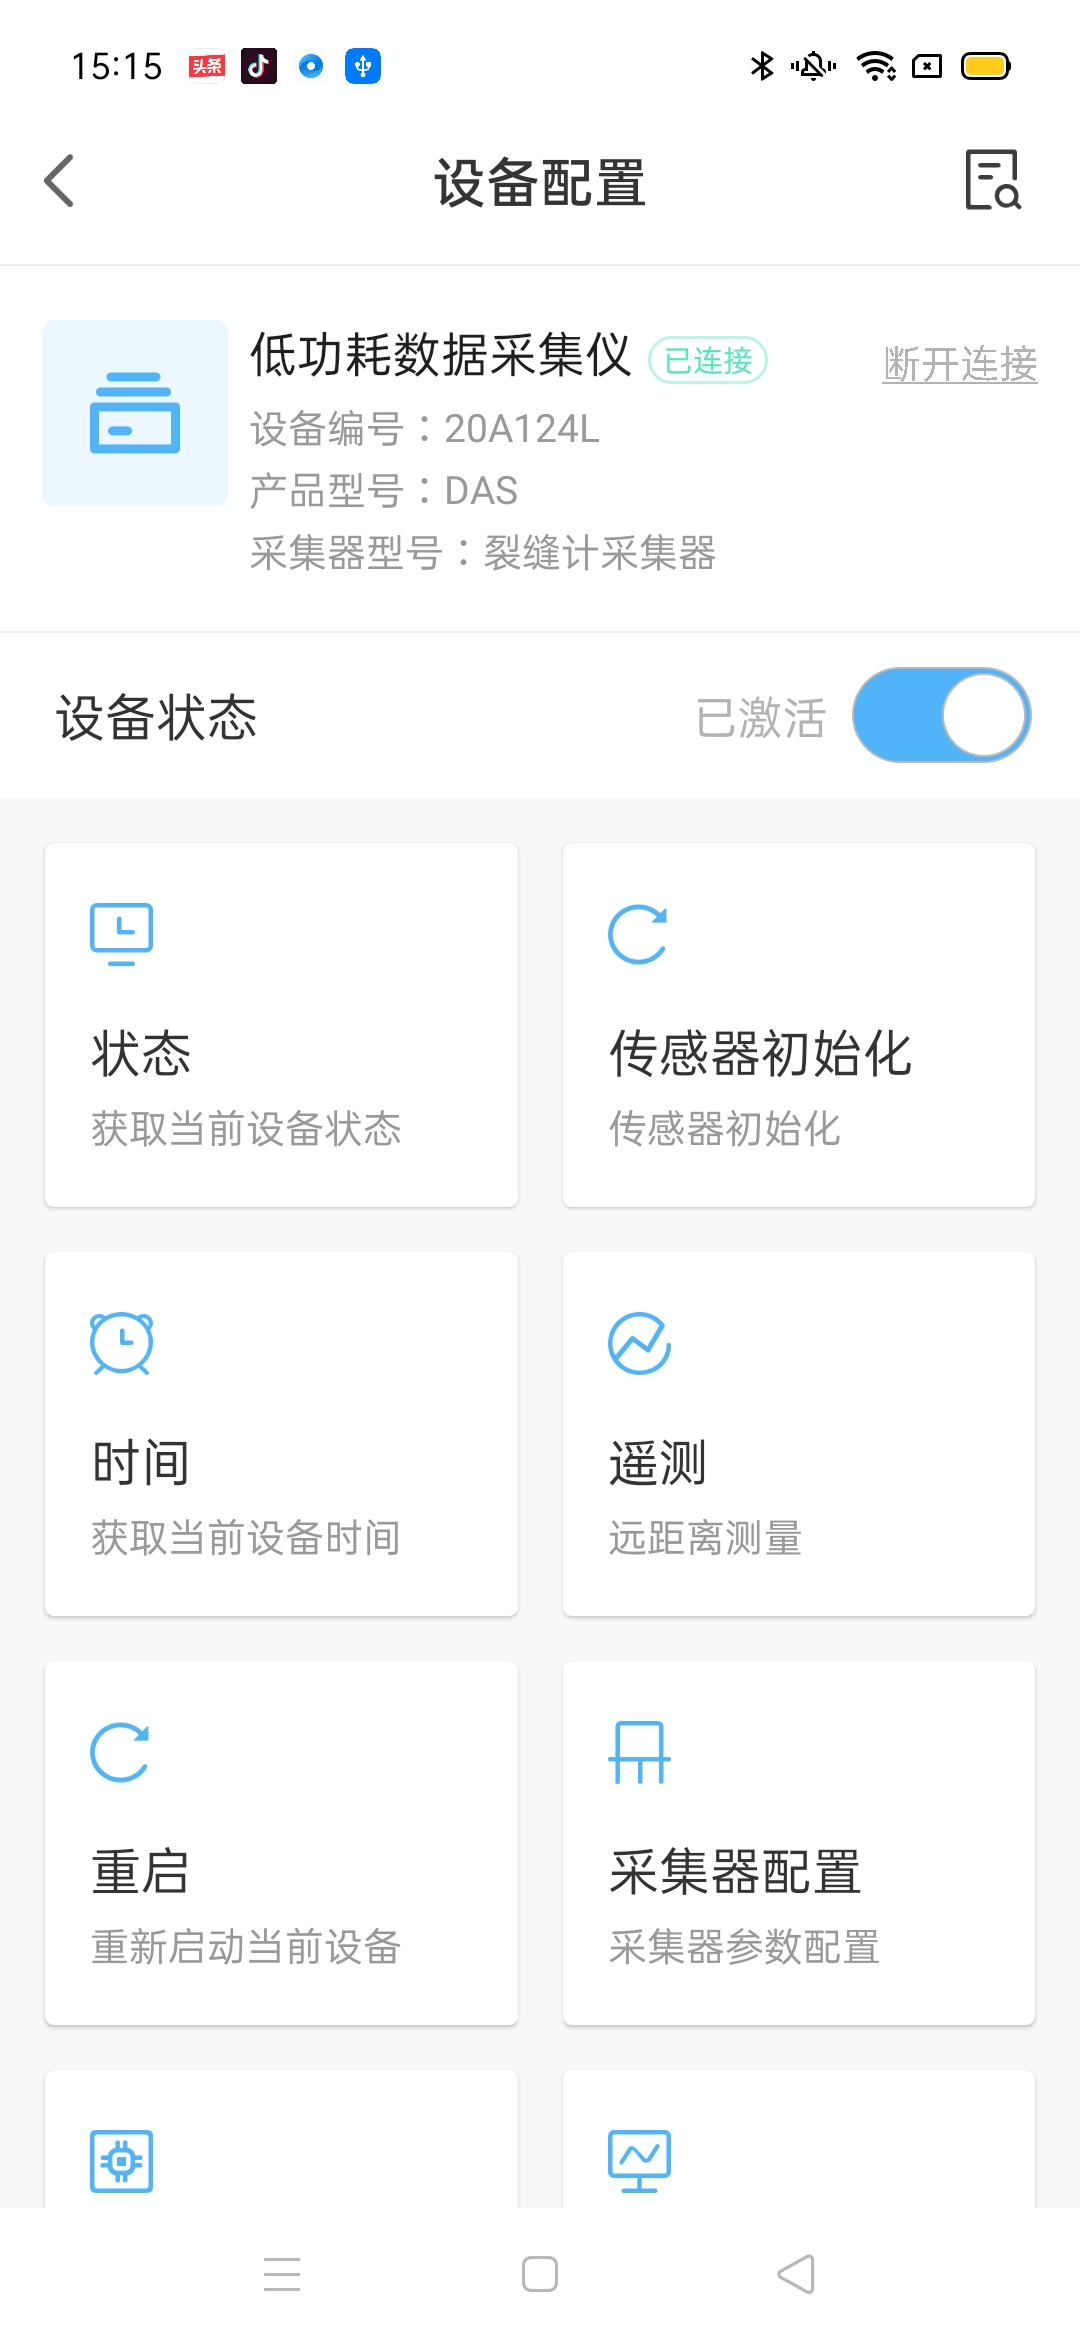 15:15 头条
设备配置
低功耗数据采集仪 已连接 断开连接
设备编号：20A124L
产品型号：DAS
采集器型号：裂缝计采集器
设备状态 已激活
状态 传感器初始化
获取当前设备状态 传感器初始化
时间 遥测
获取当前设备时间 远距离测量
重启 采集器配置
重新启动当前设备 采集器参数配置